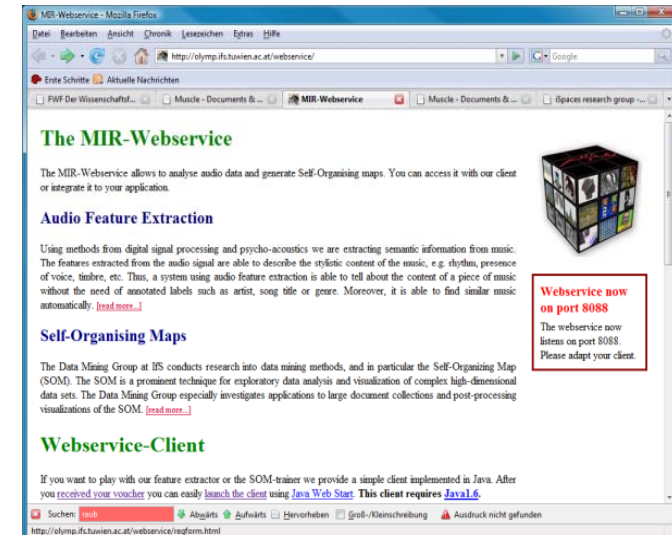 MIR-Webservice - Mozilla Firefox
Datei Bearbeiten Ansicht Chronik Lesezeichen Extras Hilfe
http://olymp.ifs.tuwien.ac.at/webservice/
Google
Erste Schritte Aktuelle Nachrichten
FWF Der Wissenschaftsf... Muscle - Documents & ... MIR-Webservice Muscle - Documents & ... iSpaces research group -...
The MIR-Webservice
The MIR-Webservice allows to analyse audio data and generate Self-Organising maps. You can access it with our client
or integrate it to your application.
Audio Feature Extraction
Using methods from digital signal processing and psycho-acoustics we are extracting semantic information from music.
The features extracted from the audio signal are able to describe the stylistic content of the music, e.g. rhythm, presence
of voice, timbre, etc. Thus, a system using audio feature extraction is able to tell about the content of a piece of music
without the need of annotated labels such as artist, song title or genre. Moreover, it is able to find similar music
automatically. [read more...]
Self-Organising Maps
The Data Mining Group at IfS conducts research into data mining methods, and in particular the Self-Organizing Map
(SOM). The SOM is a prominent technique for exploratory data analysis and visualization of complex high-dimensional
data sets. The Data Mining Group especially investigates applications to large document collections and post-processing
visualizations of the SOM. [read more...]
Webservice-Client
If you want to play with our feature extractor or the SOM-trainer we provide a simple client implemented in Java. After
you received your voucher you can easily launch the client using Java Web Start. This client requires Java1.6.
Webservice now
on port 8088
The webservice now
listens on port 8088.
Please adapt your client.
Suchen: raub Abwärts Aufwärts Hervorheben Groß-/Kleinschreibung Ausdruck nicht gefunden
http://olymp.ifs.tuwien.ac.at/webservice/regform.html